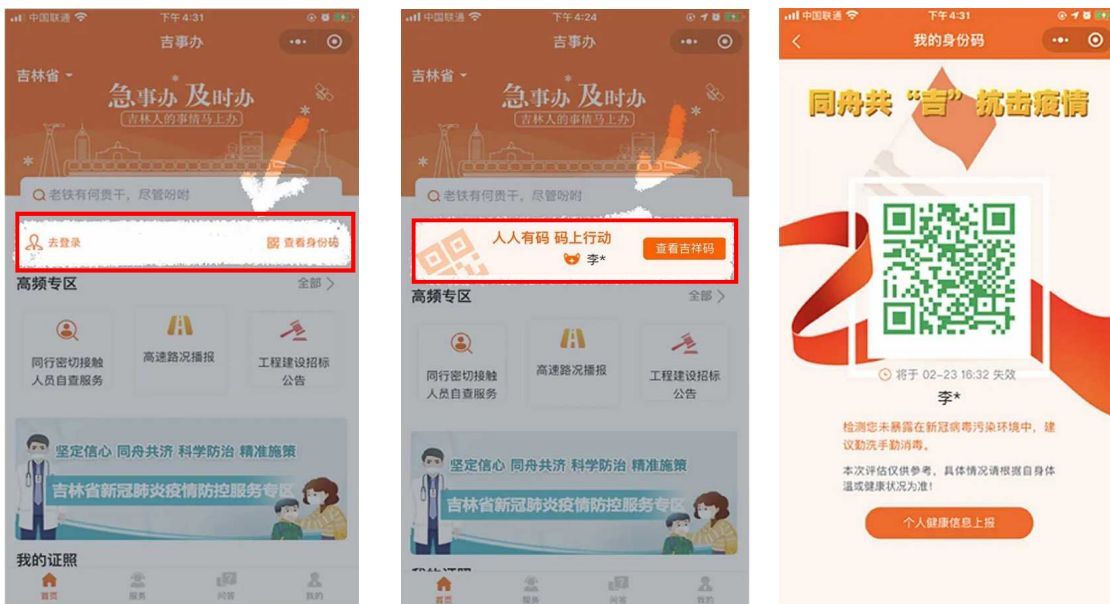 中国联通
下午4:31
吉事办
吉林省
急事办 及时办
吉林人的事情马上办
老铁有何贵干，尽管吩咐
去登录
查看身份码
高频专区
全部
同行密切接触
人员自查服务
高速路况播报
工程建设招标
公告
坚定信心 同舟共济 科学防治 精准施策
吉林省新冠肺炎疫情防控服务专区
我的证照
首页
服务
问答
我的
中国联通
下午4:24
吉事办
吉林省
急事办 及时办
吉林人的事情马上办
老铁有何贵干，尽管吩咐
人人有码 码上行动
李*
查看吉祥码
高频专区
全部
同行密切接触
人员自查服务
高速路况播报
工程建设招标
公告
坚定信心 同舟共济 科学防治 精准施策
吉林省新冠肺炎疫情防控服务专区
首页
服务
问答
我的
中国联通
下午4:31
我的身份码
同舟共“吉”抗击疫情
将于 02-23 16:32 失效
李*
检测您未暴露在新冠病毒污染环境中，建
议勤洗手勤消毒。
本次评估仅供参考，具体情况请根据自身体
温或健康状况为准！
个人健康信息上报